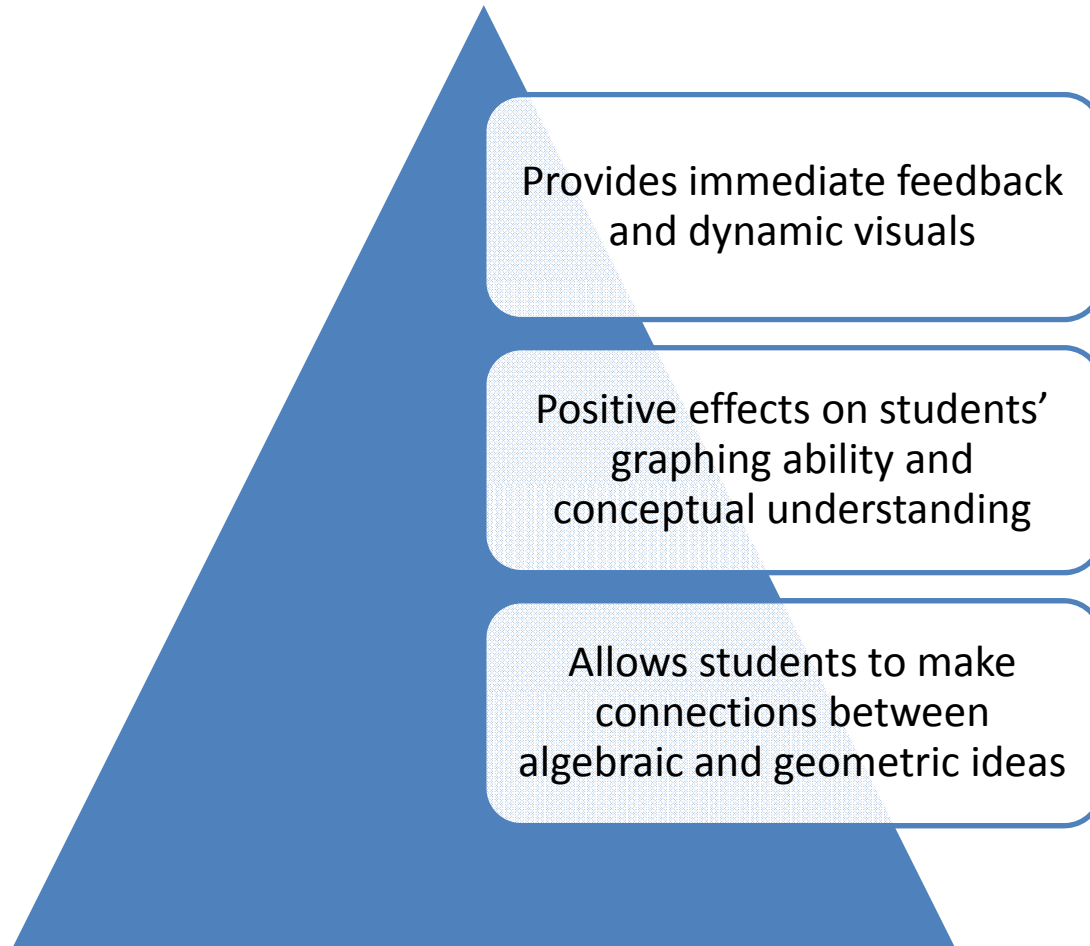 Provides immediate feedback
and dynamic visuals
Positive effects on students’
graphing ability and
conceptual understanding
Allows students to make
connections between
algebraic and geometric ideas